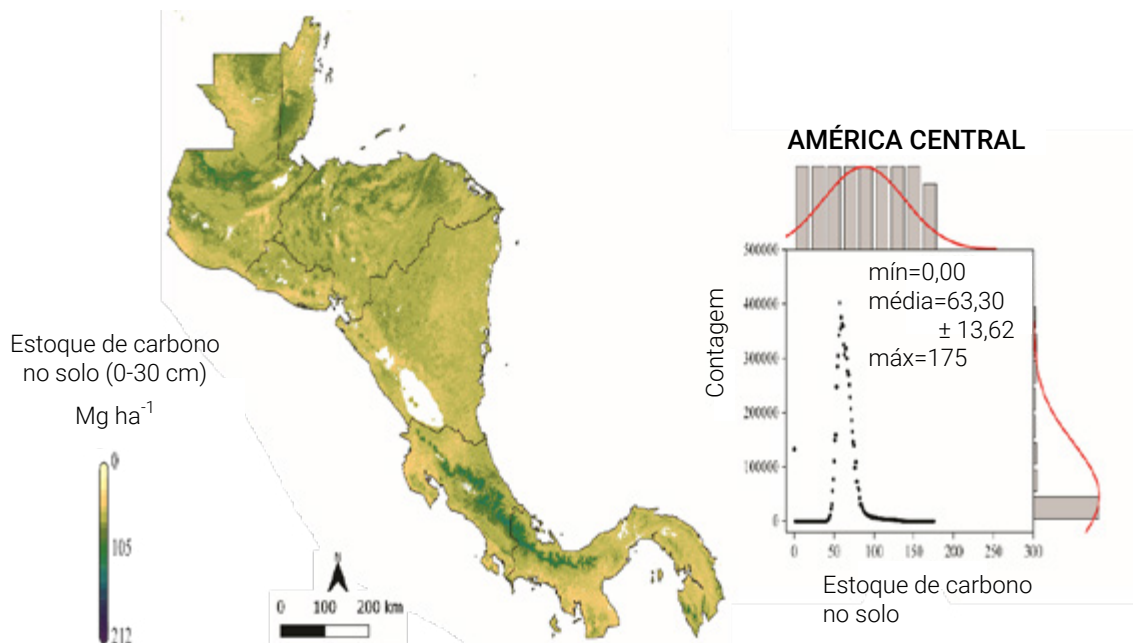 Estoque de carbono
no solo (0-30 cm)
Mg ha⁻¹
0
105
212
N
0 100 200 km
AMÉRICA CENTRAL
mín=0,00
média=63,30
± 13,62
máx=175
Contagem
500000
400000
300000
200000
100000
0
0 50 100 150 200 250 300
Estoque de carbono
no solo